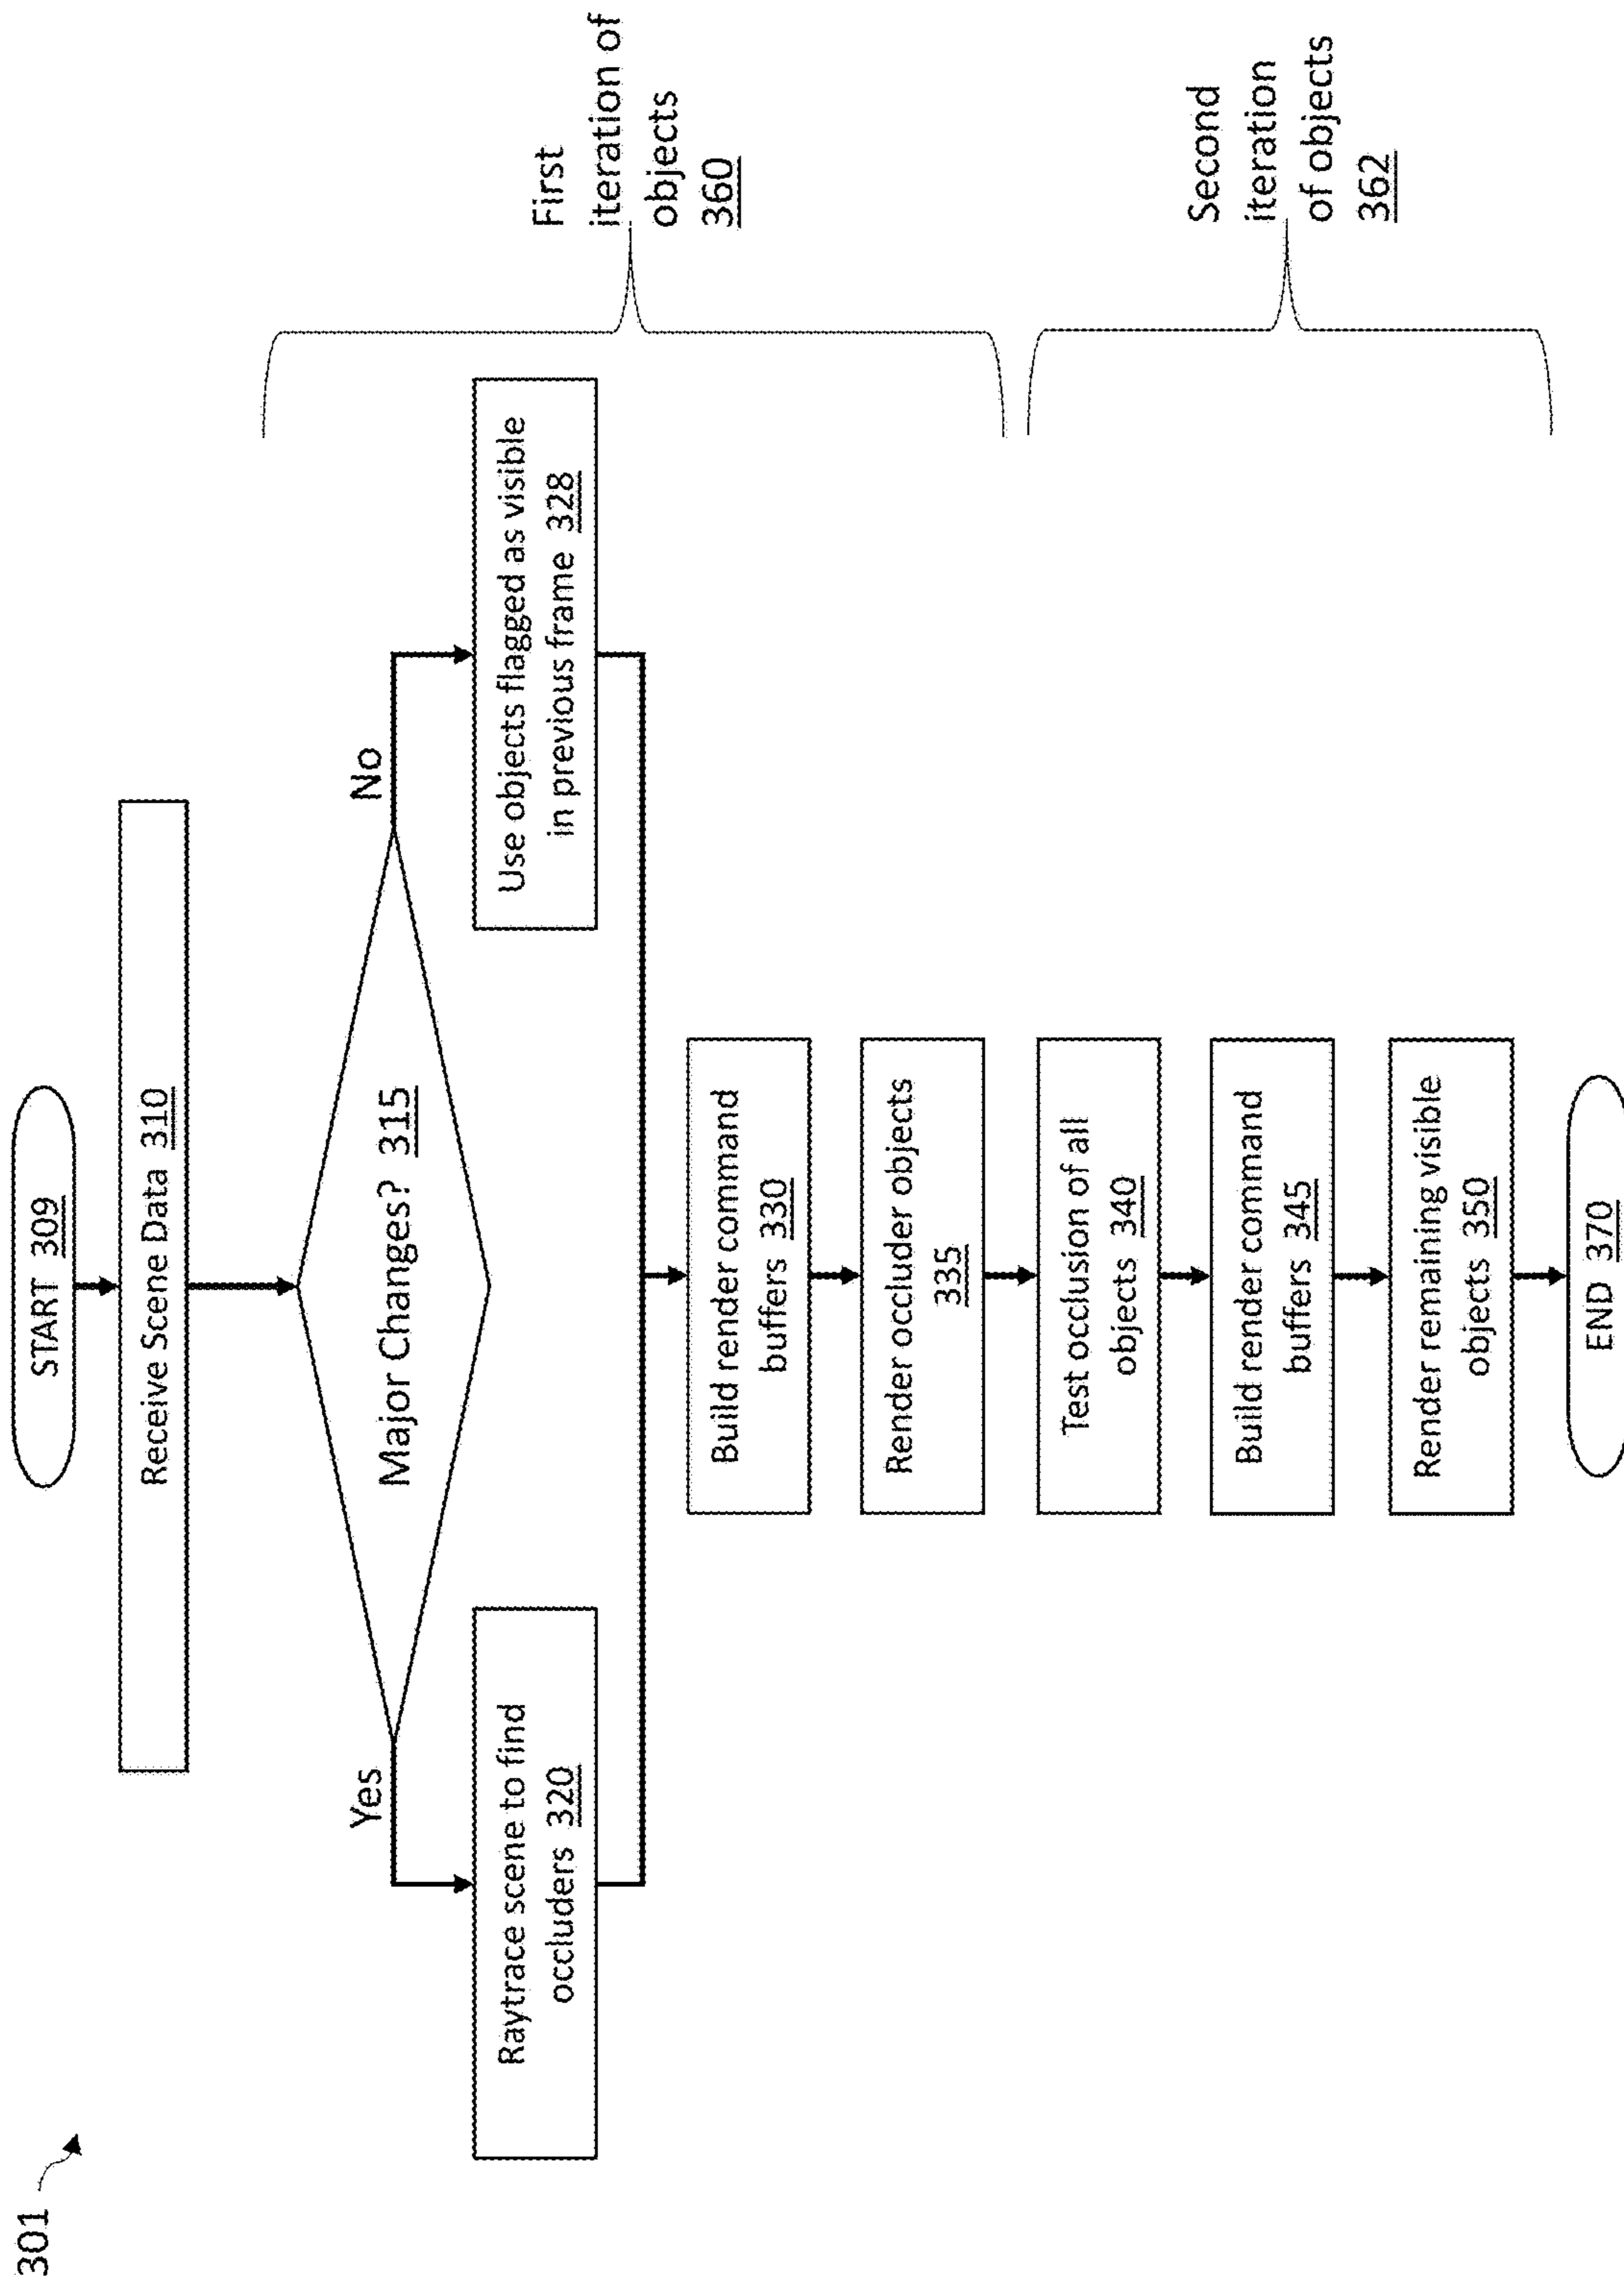 301
START 309
Receive Scene Data 310
Major Changes? 315
Yes
No
Raytrace scene to find
occluders 320
Use objects flagged as visible
in previous frame 328
First
iteration of
objects
360
Build render command
buffers 330
Render occluder objects
335
Test occlusion of all
objects 340
Build render command
buffers 345
Render remaining visible
objects 350
Second
iteration
of objects
362
END 370